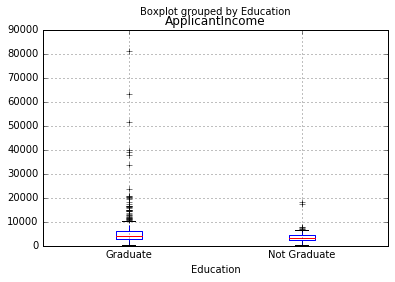 Boxplot grouped by Education
ApplicantIncome
90000
80000
70000
60000
50000
40000
30000
20000
10000
0
Graduate
Not Graduate
Education